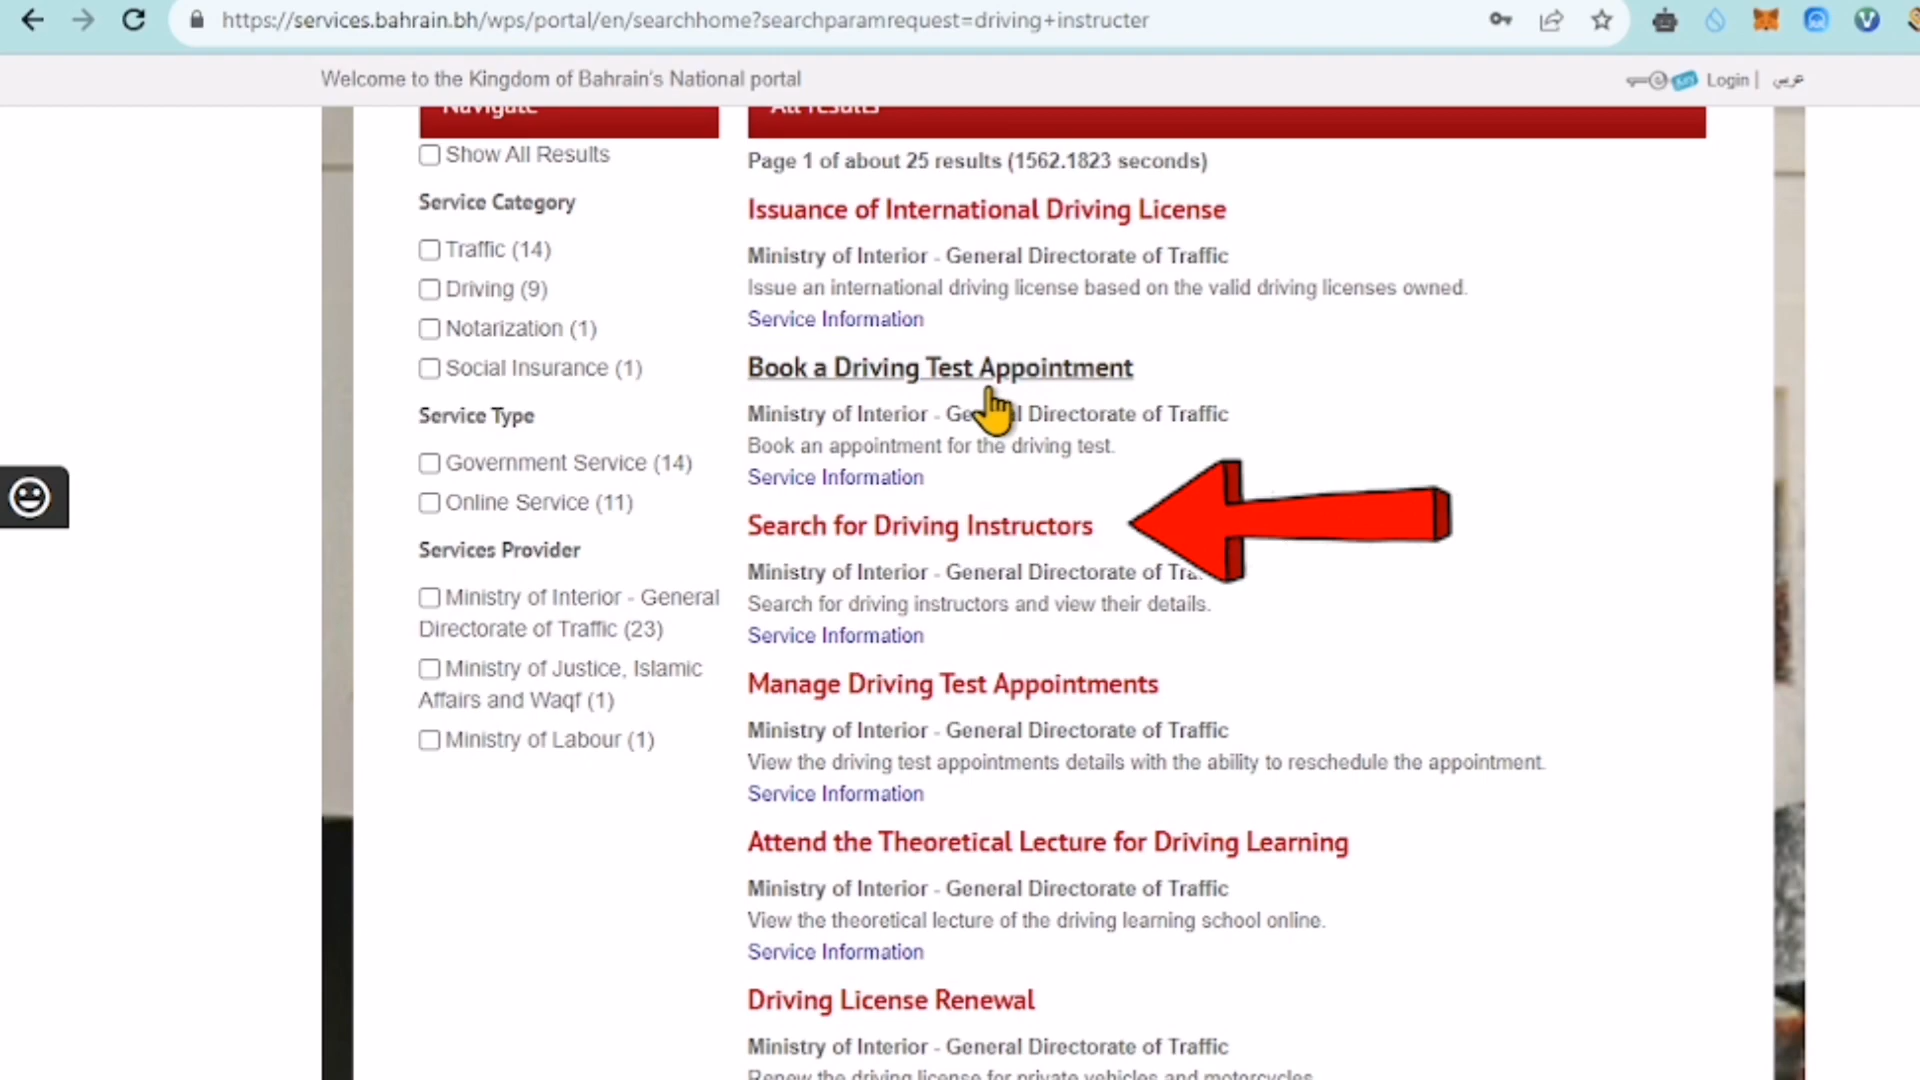 https://services.bahrain.bh/wps/portal/en/searchhome?searchparamrequest=driving+instructer
Welcome to the Kingdom of Bahrain's National portal
Login | عربي
Navigate
All results
Show All Results
Service Category
Traffic (14)
Driving (9)
Notarization (1)
Social Insurance (1)
Service Type
Government Service (14)
Online Service (11)
Services Provider
Ministry of Interior - General
Directorate of Traffic (23)
Ministry of Justice, Islamic
Affairs and Waqf (1)
Ministry of Labour (1)
Page 1 of about 25 results (1562.1823 seconds)
Issuance of International Driving License
Ministry of Interior - General Directorate of Traffic
Issue an international driving license based on the valid driving licenses owned.
Service Information
Book a Driving Test Appointment
Ministry of Interior - General Directorate of Traffic
Book an appointment for the driving test.
Service Information
Search for Driving Instructors
Ministry of Interior - General Directorate of Tra
Search for driving instructors and view their details.
Service Information
Manage Driving Test Appointments
Ministry of Interior - General Directorate of Traffic
View the driving test appointments details with the ability to reschedule the appointment.
Service Information
Attend the Theoretical Lecture for Driving Learning
Ministry of Interior - General Directorate of Traffic
View the theoretical lecture of the driving learning school online.
Service Information
Driving License Renewal
Ministry of Interior - General Directorate of Traffic
Renew the driving license for private vehicles and motorcycles.